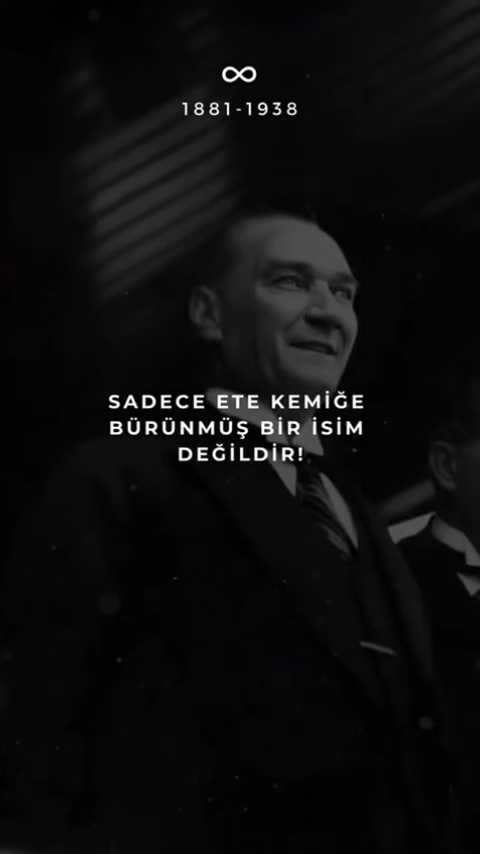 ∞
1881-1938
SADECE ETE KEMİĞE
BÜRÜNMÜŞ BİR İSİM
DEĞİLDİR!